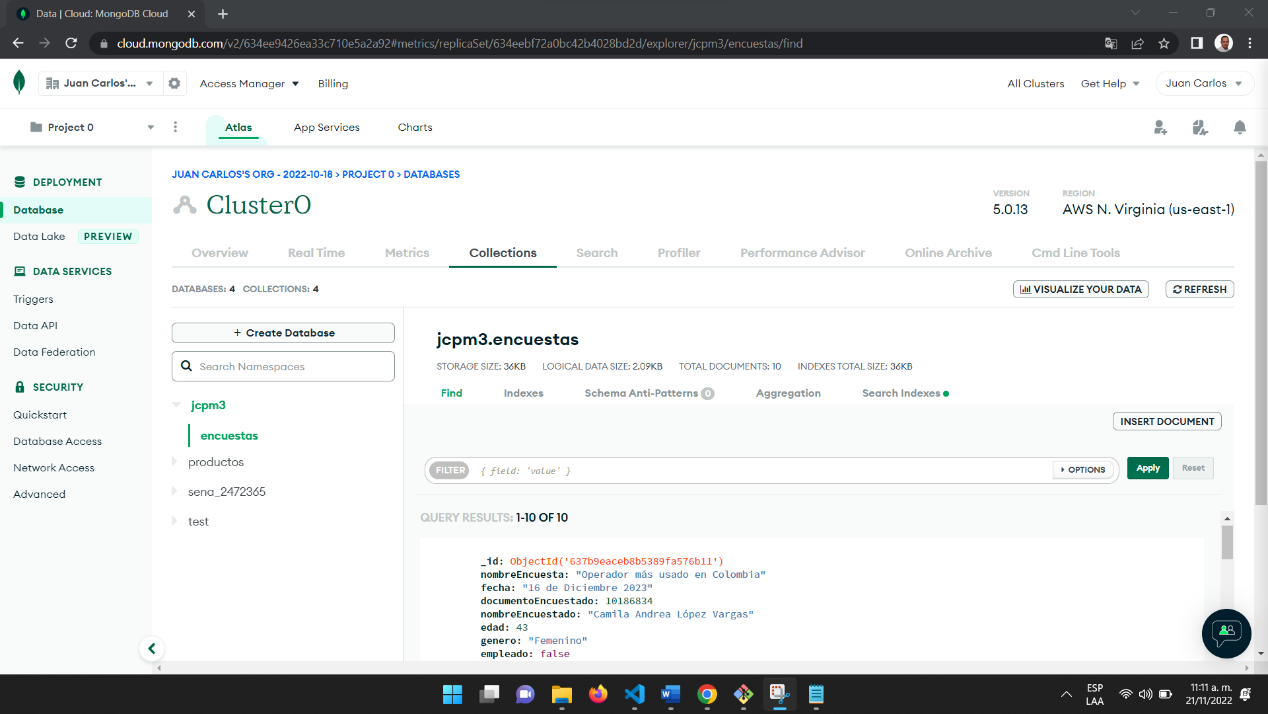 Data | Cloud: MongoDB Cloud
cloud.mongodb.com/v2/634ee9426ea33c710e5a2a92#metrics/replicaSet/634eebf72a0bc42b4028bd2d/explorer/jcpm3/encuestas/find
Juan Carlos'... Access Manager Billing All Clusters Get Help Juan Carlos
Project 0 Atlas App Services Charts
DEPLOYMENT
Database
Data Lake PREVIEW
DATA SERVICES
Triggers
Data API
Data Federation
SECURITY
Quickstart
Database Access
Network Access
Advanced
JUAN CARLOS'S ORG - 2022-10-18 > PROJECT 0 > DATABASES
Cluster0
VERSION
5.0.13
REGION
AWS N. Virginia (us-east-1)
Overview Real Time Metrics Collections Search Profiler Performance Advisor Online Archive Cmd Line Tools
DATABASES: 4 COLLECTIONS: 4
VISUALIZE YOUR DATA REFRESH
+ Create Database
Search Namespaces
jcpm3
encuestas
productos
sena_2472365
test
jcpm3.encuestas
STORAGE SIZE: 36KB LOGICAL DATA SIZE: 2.09KB TOTAL DOCUMENTS: 10 INDEXES TOTAL SIZE: 36KB
Find Indexes Schema Anti-Patterns 0 Aggregation Search Indexes
INSERT DOCUMENT
FILTER { field: 'value' } OPTIONS Apply Reset
QUERY RESULTS: 1-10 OF 10
_id: ObjectId('637b9eaceb8b5389fa576b11')
nombreEncuesta: "Operador más usado en Colombia"
fecha: "16 de Diciembre 2023"
documentoEncuestado: 10186834
nombreEncuestado: "Camila Andrea López Vargas"
edad: 43
genero: "Femenino"
empleado: false
ESP
LAA
11:11 a. m.
21/11/2022